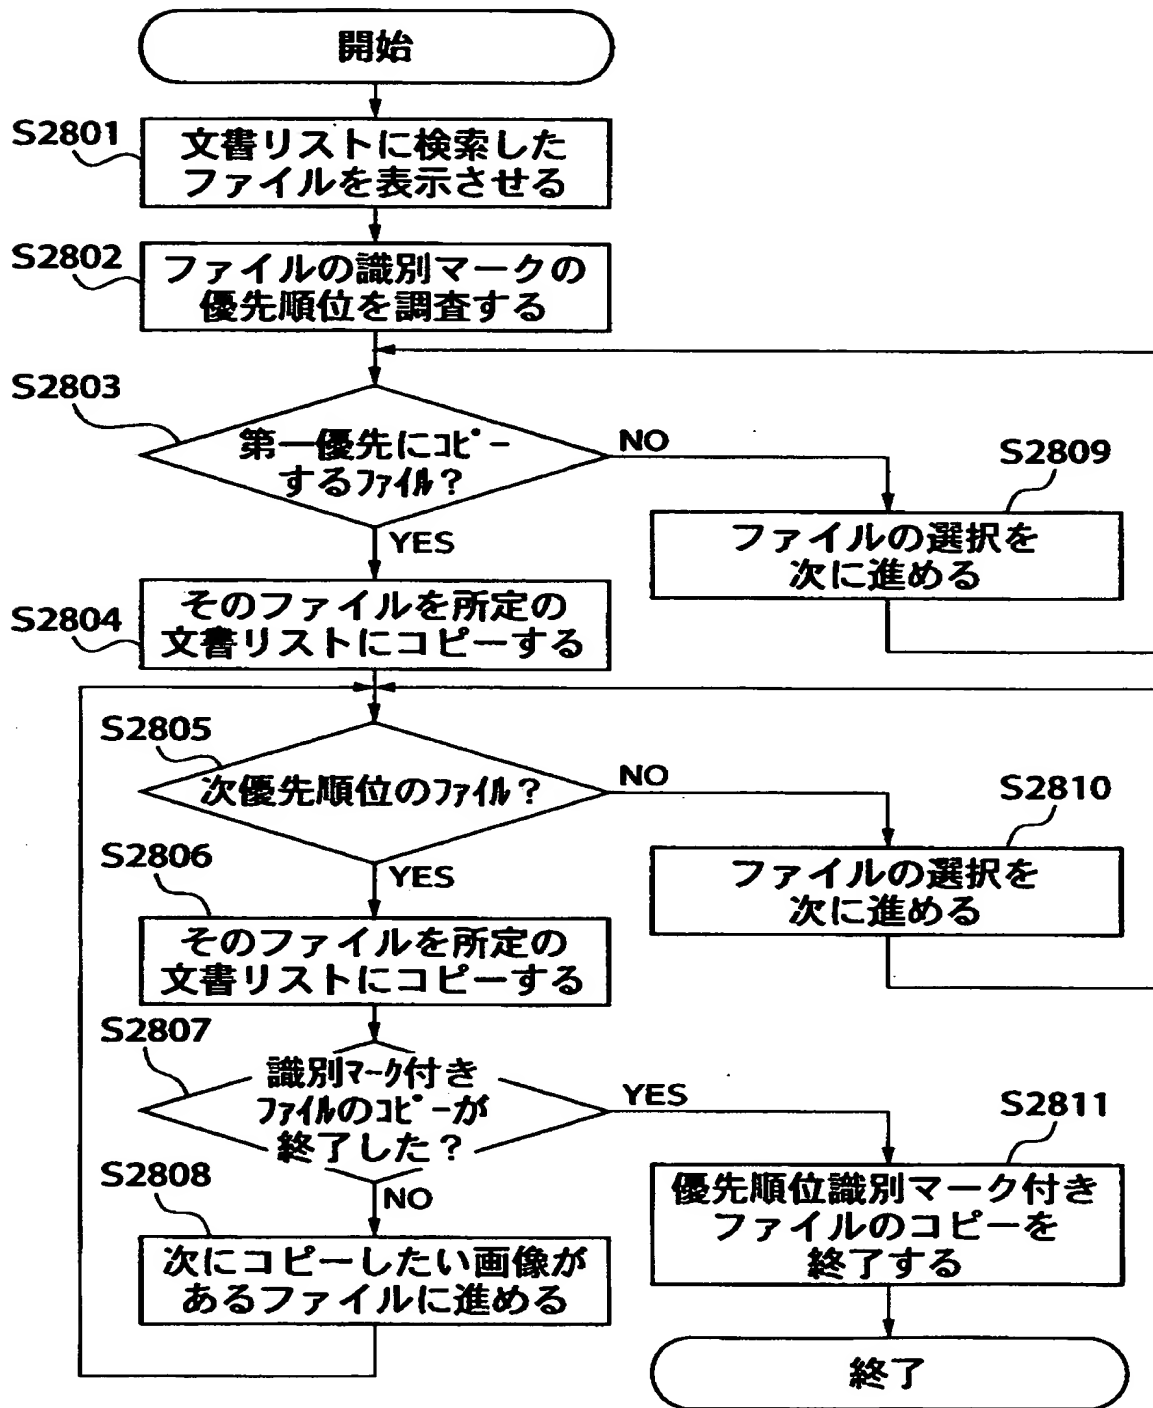 開始
S2801
文書リストに検索した
ファイルを表示させる
S2802
ファイルの識別マークの
優先順位を調査する
S2803
第一優先にｺﾋﾟｰ
するﾌｧｲﾙ?
NO
YES
S2809
ファイルの選択を
次に進める
S2804
そのファイルを所定の
文書リストにコピーする
S2805
次優先順位のﾌｧｲﾙ?
NO
YES
S2810
ファイルの選択を
次に進める
S2806
そのファイルを所定の
文書リストにコピーする
S2807
識別ﾏｰｸ付き
ﾌｧｲﾙのｺﾋﾟｰが
終了した?
YES
NO
S2811
優先順位識別マーク付き
ファイルのコピーを
終了する
S2808
次にコピーしたい画像が
あるファイルに進める
終了